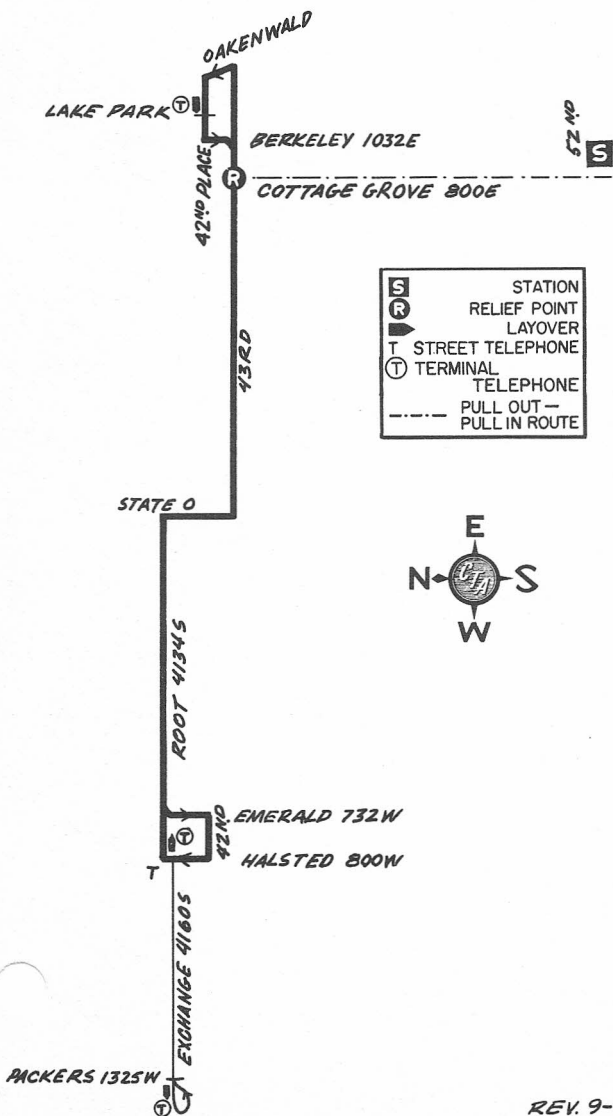 OAKENWALD
LAKE PARK T
BERKELEY 1032E
52 ND
S
42ND PLACE
R
COTTAGE GROVE 800E
43RD
S STATION
R RELIEF POINT
LAYOVER
T STREET TELEPHONE
T TERMINAL
TELEPHONE
PULL OUT —
PULL IN ROUTE
STATE 0
E
N CTA S
W
ROOT 4134S
EMERALD 732W
T
42ND
HALSTED 800W
T
EXCHANGE 4160S
PACKERS 1325W
T
REV. 9-